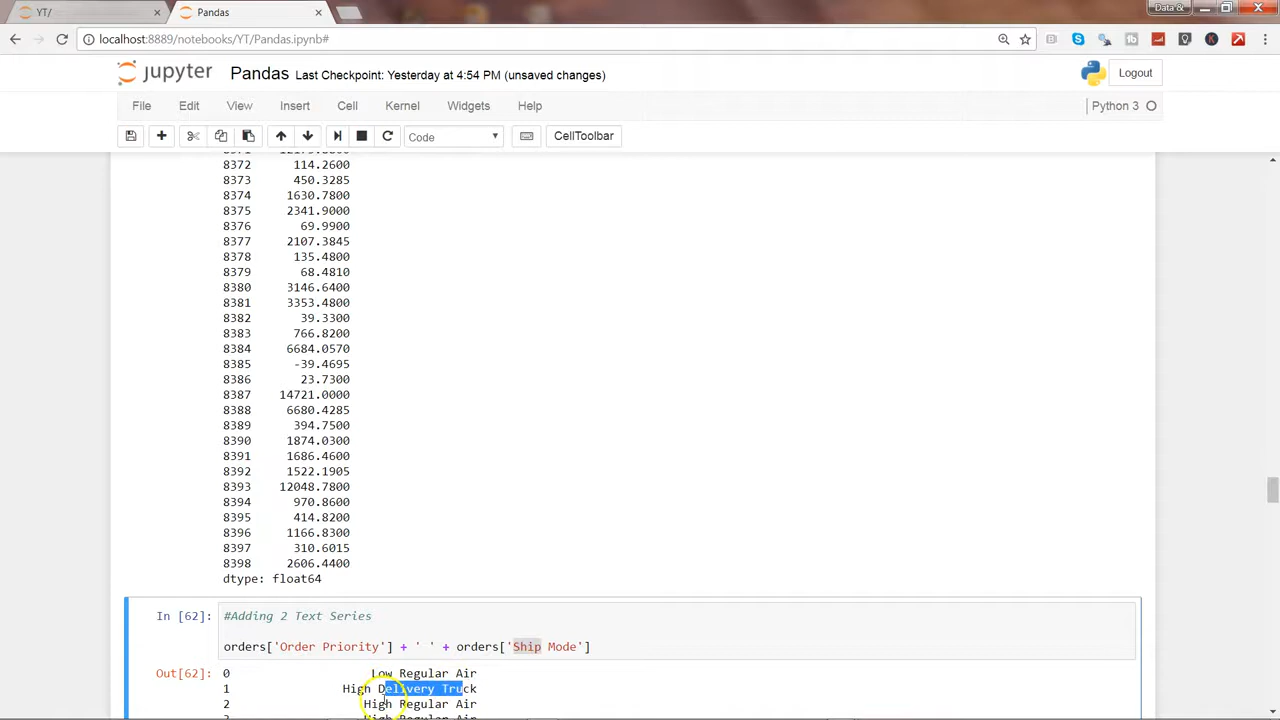 YT/
Pandas
Data &
localhost:8889/notebooks/YT/Pandas.ipynb#
jupyter Pandas Last Checkpoint: Yesterday at 4:54 PM (unsaved changes)
Logout
File Edit View Insert Cell Kernel Widgets Help
Python 3
Code
CellToolbar
8372 114.2600
8373 450.3285
8374 1630.7800
8375 2341.9000
8376 69.9900
8377 2107.3845
8378 135.4800
8379 68.4810
8380 3146.6400
8381 3353.4800
8382 39.3300
8383 766.8200
8384 6684.0570
8385 -39.4695
8386 23.7300
8387 14721.0000
8388 6680.4285
8389 394.7500
8390 1874.0300
8391 1686.4600
8392 1522.1905
8393 12048.7800
8394 970.8600
8395 414.8200
8396 1166.8300
8397 310.6015
8398 2606.4400
dtype: float64
In [62]: #Adding 2 Text Series
orders['Order Priority'] + ' ' + orders['Ship Mode']
Out[62]: 0 Low Regular Air
1 High Delivery Truck
2 High Regular Air